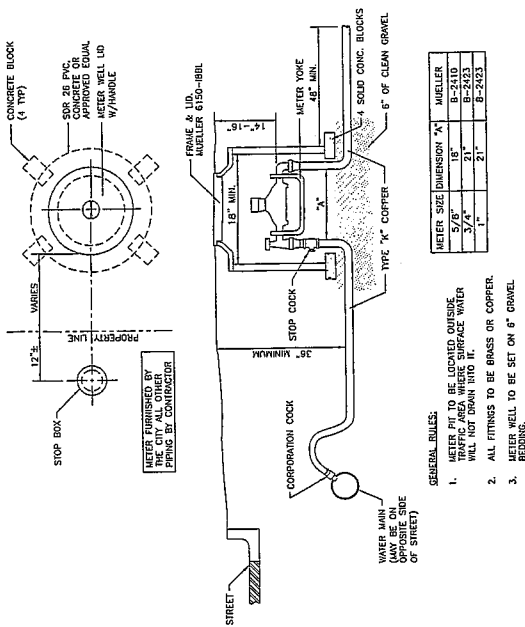 CONCRETE BLOCK
(4 TYP)
SDR 26 PVC,
CONCRETE OR
APPROVED EQUAL
METER WELL LID
W/HANDLE
VARIES
12"±
PROPERTY LINE
STOP BOX
METER FURNISHED BY
THE CITY ALL OTHER
PIPING BY CONTRACTOR
FRAME & LID,
MUELLER 6150-18BL
14"-16"
18" MIN.
METER YOKE
48" MIN.
4 SOLID CONC. BLOCKS
6" OF CLEAN GRAVEL
"A"
TYPE "K" COPPER
STOP COCK
36" MINIMUM
CORPORATION COCK
WATER MAIN
(MAY BE ON
OPPOSITE SIDE
OF STREET)
STREET
METER SIZE DIMENSION "A" MUELLER
5/8" 18" B-2410
3/4" 21" B-2423
1" 21" B-2423
GENERAL RULES:
1. METER PIT TO BE LOCATED OUTSIDE
TRAFFIC AREA WHERE SURFACE WATER
WILL NOT DRAIN INTO IT.
2. ALL FITTINGS TO BE BRASS OR COPPER.
3. METER WELL TO BE SET ON 6" GRAVEL
BEDDING.